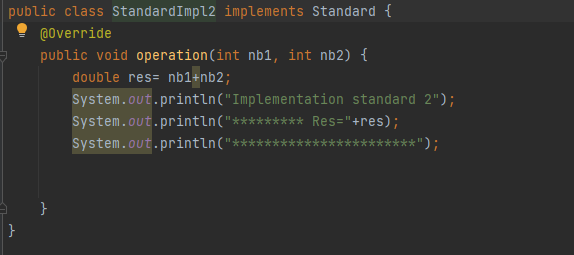 public class StandardImpl2 implements Standard {
@Override
public void operation(int nb1, int nb2) {
double res= nb1+nb2;
System.out.println("Implementation standard 2");
System.out.println("********* Res="+res);
System.out.println("***********************");
}
}